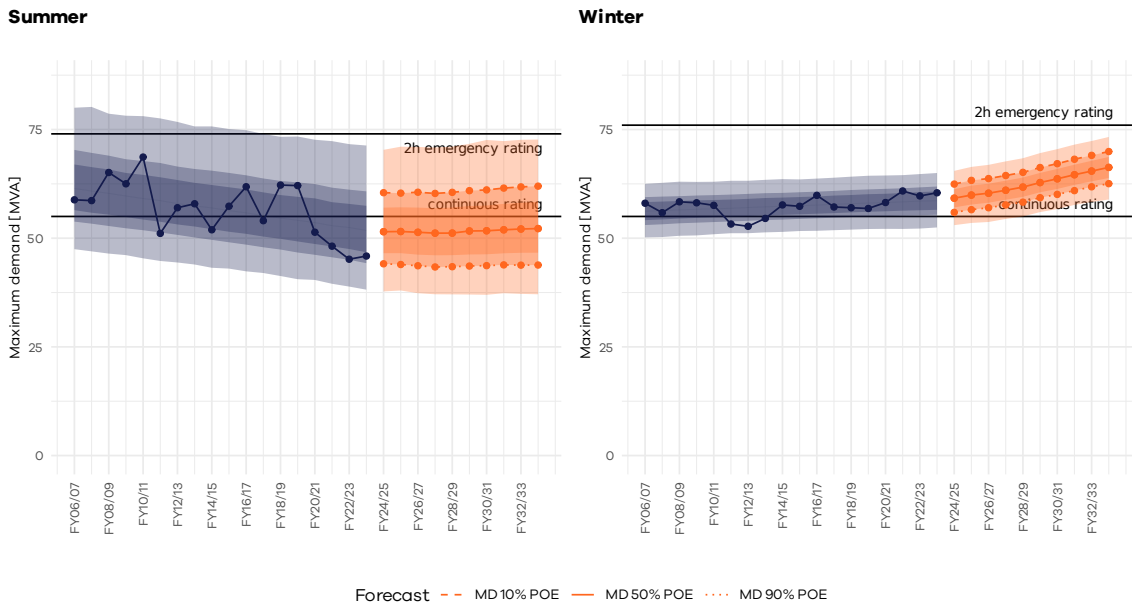 Summer
Winter
Maximum demand [MVA]
75
50
25
0
2h emergency rating
continuous rating
FY06/07
FY08/09
FY10/11
FY12/13
FY14/15
FY16/17
FY18/19
FY20/21
FY22/23
FY24/25
FY26/27
FY28/29
FY30/31
FY32/33
Maximum demand [MVA]
75
50
25
0
2h emergency rating
continuous rating
FY06/07
FY08/09
FY10/11
FY12/13
FY14/15
FY16/17
FY18/19
FY20/21
FY22/23
FY24/25
FY26/27
FY28/29
FY30/31
FY32/33
Forecast MD 10% POE MD 50% POE MD 90% POE